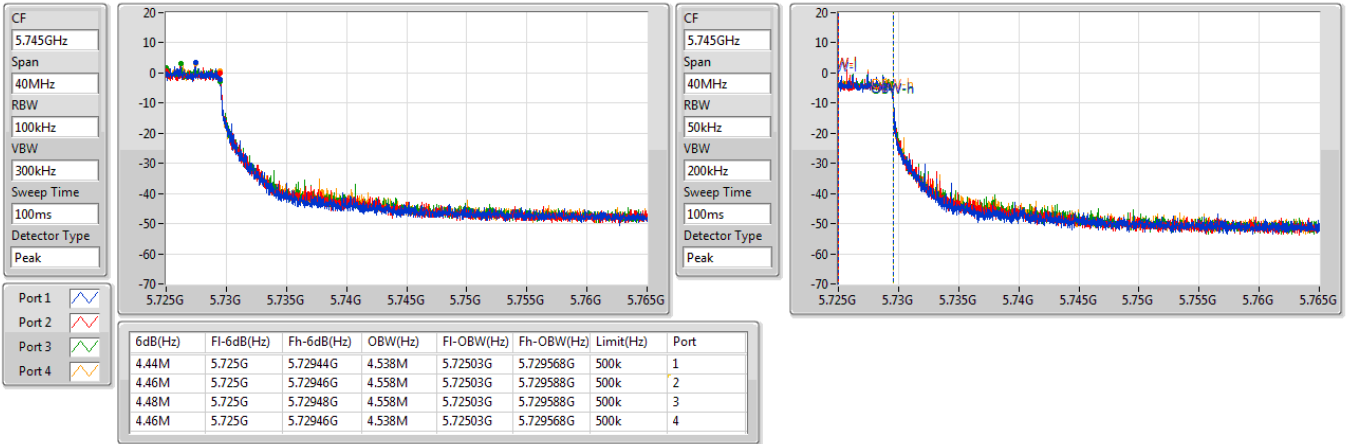 CF
5.745GHz
Span
40MHz
RBW
100kHz
VBW
300kHz
Sweep Time
100ms
Detector Type
Peak
20
10
0
-10
-20
-30
-40
-50
-60
-70
5.725G 5.73G 5.735G 5.74G 5.745G 5.75G 5.755G 5.76G 5.765G
CF
5.745GHz
Span
40MHz
RBW
50kHz
VBW
200kHz
Sweep Time
100ms
Detector Type
Peak
20
10
0
-10
-20
-30
-40
-50
-60
-70
5.725G 5.73G 5.735G 5.74G 5.745G 5.75G 5.755G 5.76G 5.765G
Port 1
Port 2
Port 3
Port 4
6dB(Hz) Fl-6dB(Hz) Fh-6dB(Hz) OBW(Hz) Fl-OBW(Hz) Fh-OBW(Hz) Limit(Hz) Port
4.44M 5.725G 5.72944G 4.538M 5.72503G 5.729568G 500k 1
4.46M 5.725G 5.72946G 4.558M 5.72503G 5.729588G 500k 2
4.48M 5.725G 5.72948G 4.558M 5.72503G 5.729588G 500k 3
4.46M 5.725G 5.72946G 4.538M 5.72503G 5.729568G 500k 4